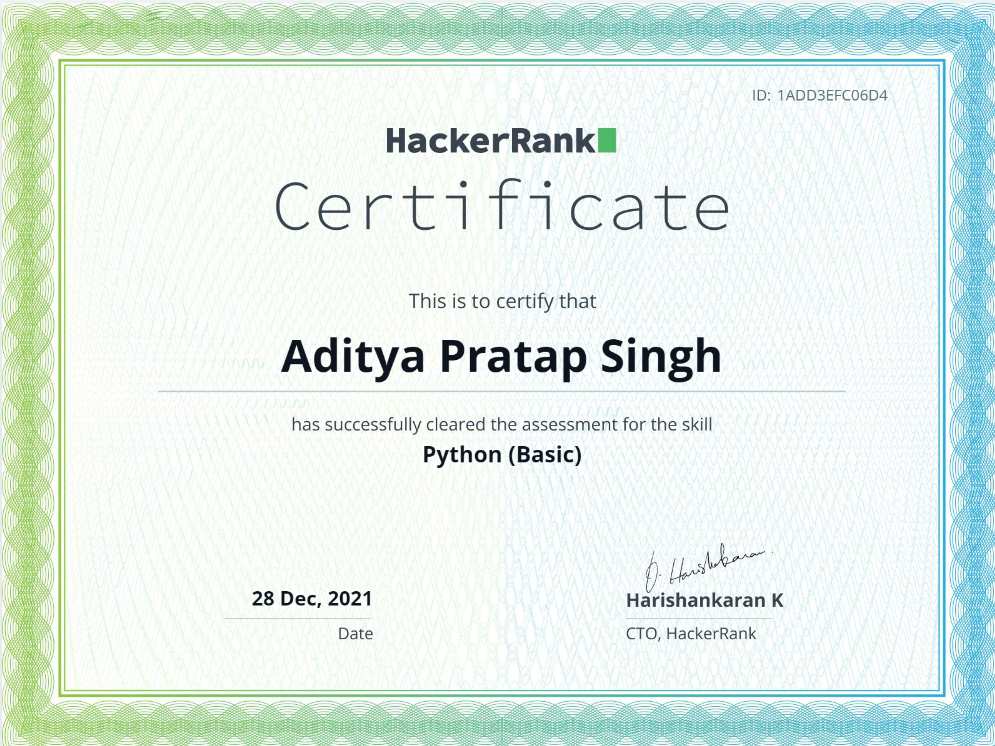 ID: 1ADD3EFC06D4
HackerRank
Certificate
This is to certify that
Aditya Pratap Singh
has successfully cleared the assessment for the skill
Python (Basic)
28 Dec, 2021
Date
O. Harishankaran
Harishankaran K
CTO, HackerRank